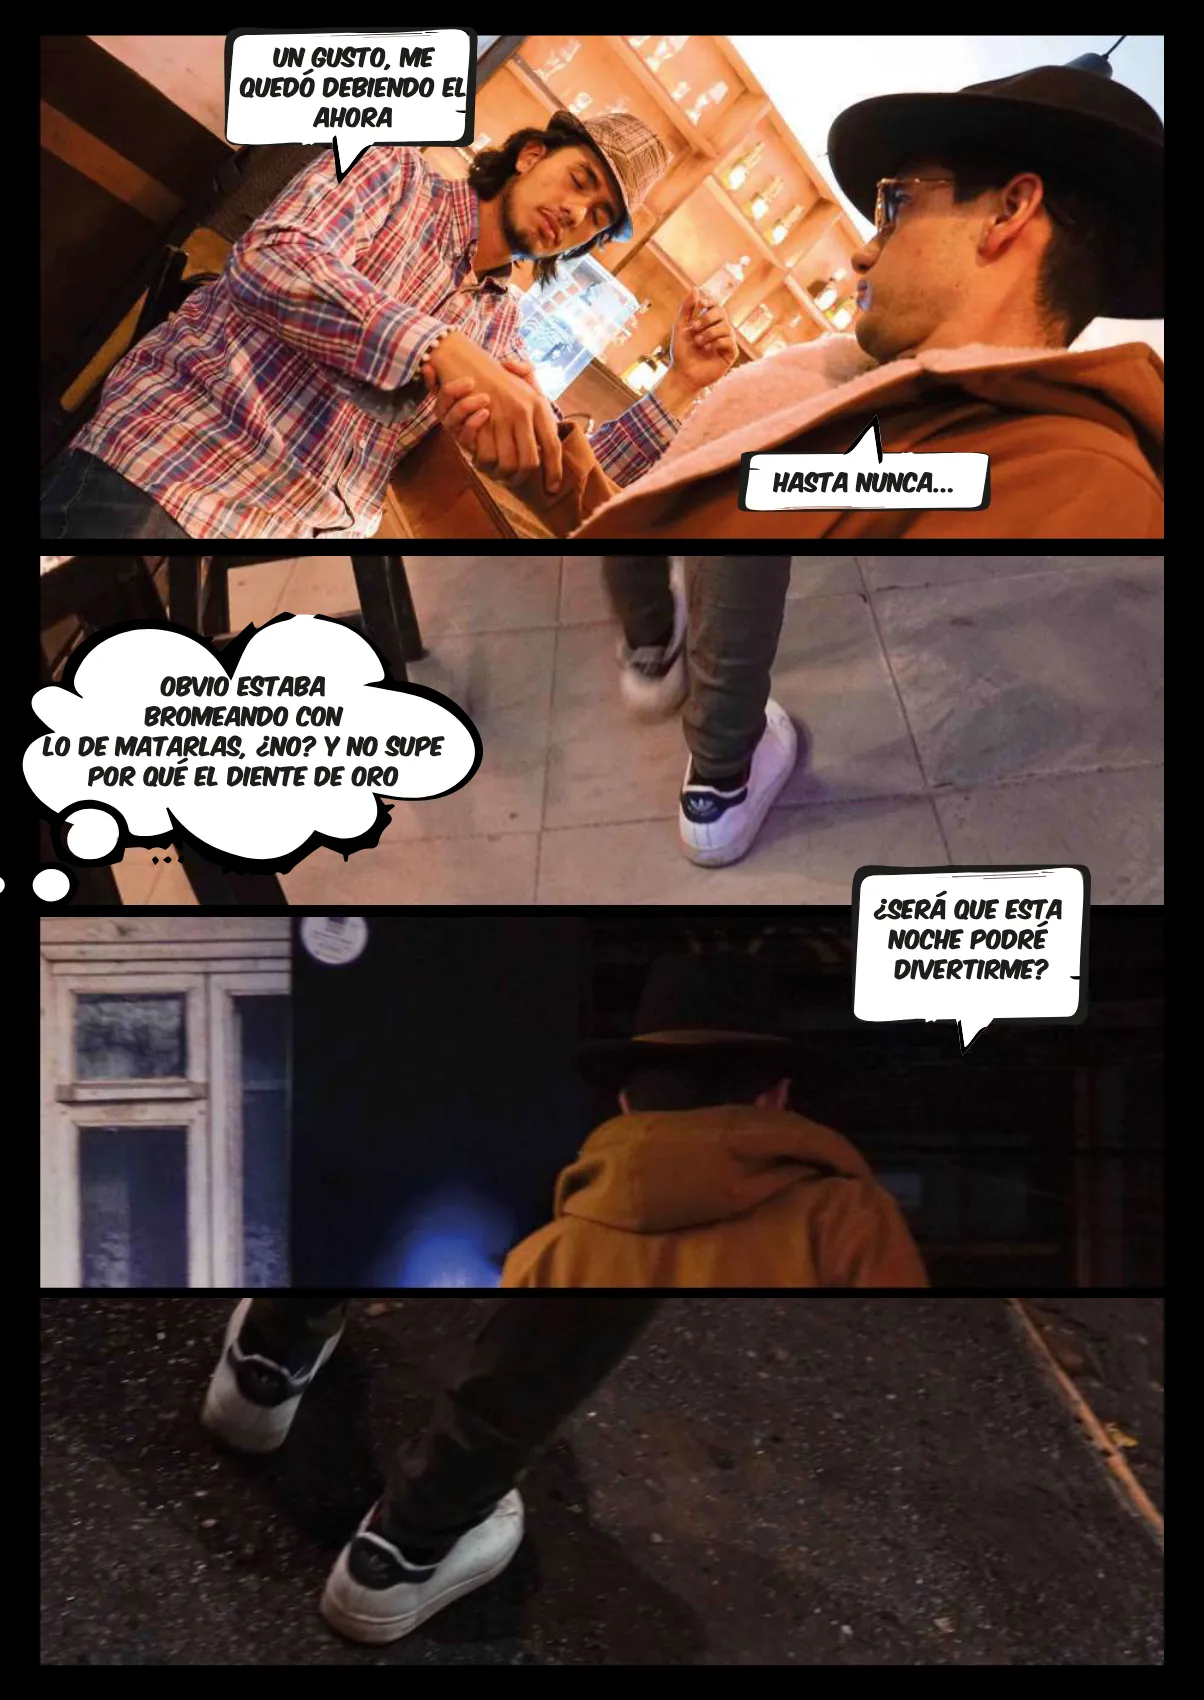 UN GUSTO, ME
QUEDÓ DEBIENDO EL
AHORA
HASTA NUNCA...
OBVIO ESTABA
BROMEANDO CON
LO DE MATARLAS, ¿NO? Y NO SUPE
POR QUÉ EL DIENTE DE ORO
¿SERÁ QUE ESTA
NOCHE PODRÉ
DIVERTIRME?